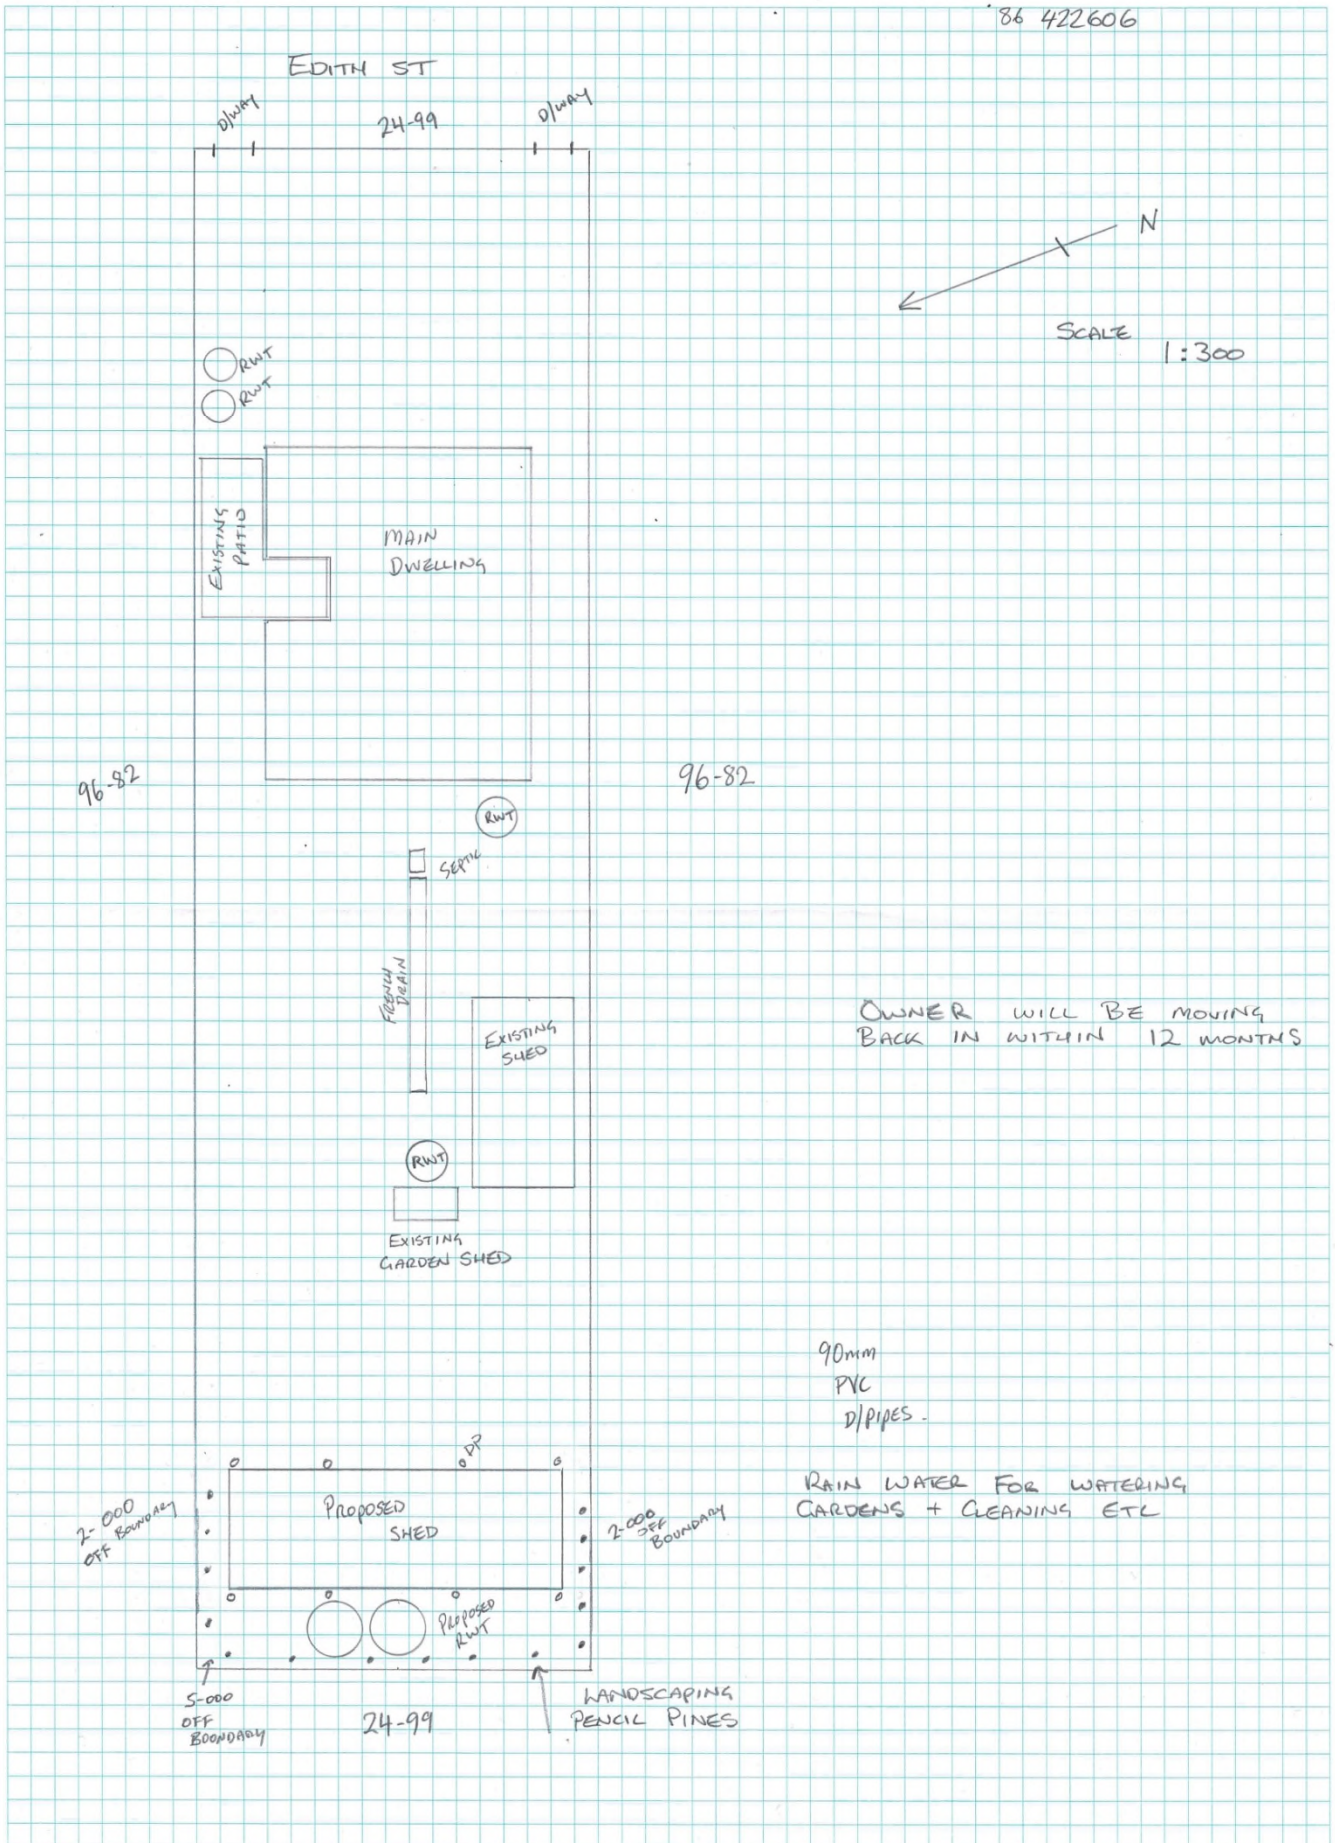 86 422606
EDITH ST
D/WAY
24-99
D/WAY
N
SCALE
1:300
RWT
RWT
EXISTING
PATIO
MAIN
DWELLING
96-82
96-82
RWT
SEPTIC
FRENCH
DRAIN
EXISTING
SHED
OWNER WILL BE MOVING
BACK IN WITHIN 12 MONTHS
RWT
EXISTING
GARDEN SHED
90mm
PVC
D/PIPES.
DP
PROPOSED
SHED
2-000
OFF BOUNDARY
2-000
OFF
BOUNDARY
RAIN WATER FOR WATERING
GARDENS + CLEANING ETC
PROPOSED
RWT
5-000
OFF
BOONDARY
24-99
LANDSCAPING
PENCIL PINES